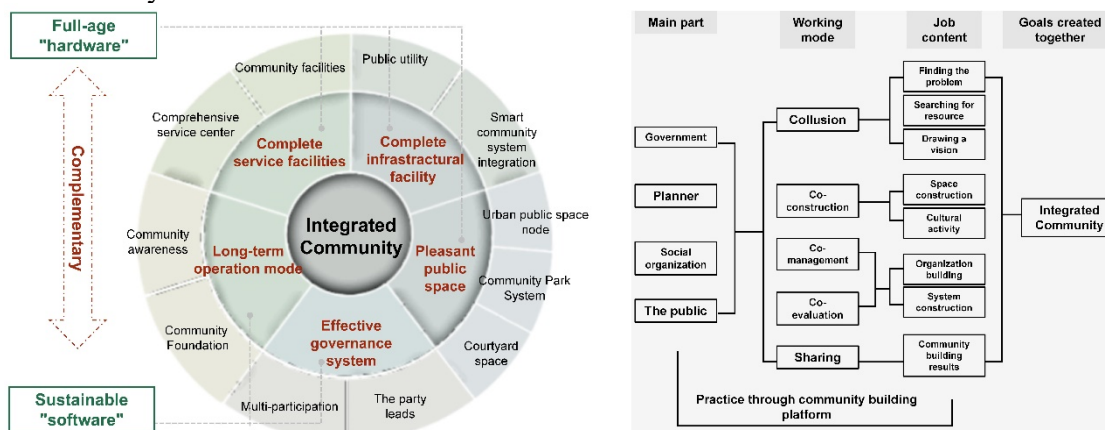 Full-age
"hardware"
Complementary
Sustainable
"software"
Community facilities
Public utility
Comprehensive
service center
Smart
community
system
integration
Complete
service facilities
Complete
infrastractural
facility
Urban public space
node
Community
awareness
Long-term
operation mode
Integrated
Community
Pleasant
public
space
Community Park
System
Community
Foundation
Effective
governance
system
Courtyard
space
Multi-participation
The party
leads
Main part
Working
mode
Job
content
Goals created
together
Government
Planner
Social
organization
The public
Collusion
Co-
construction
Co-
management
Co-
evaluation
Sharing
Finding the
problem
Searching for
resource
Drawing a
vision
Space
construction
Cultural
activity
Organization
building
System
construction
Community
building
results
Integrated
Community
Practice through community building
platform